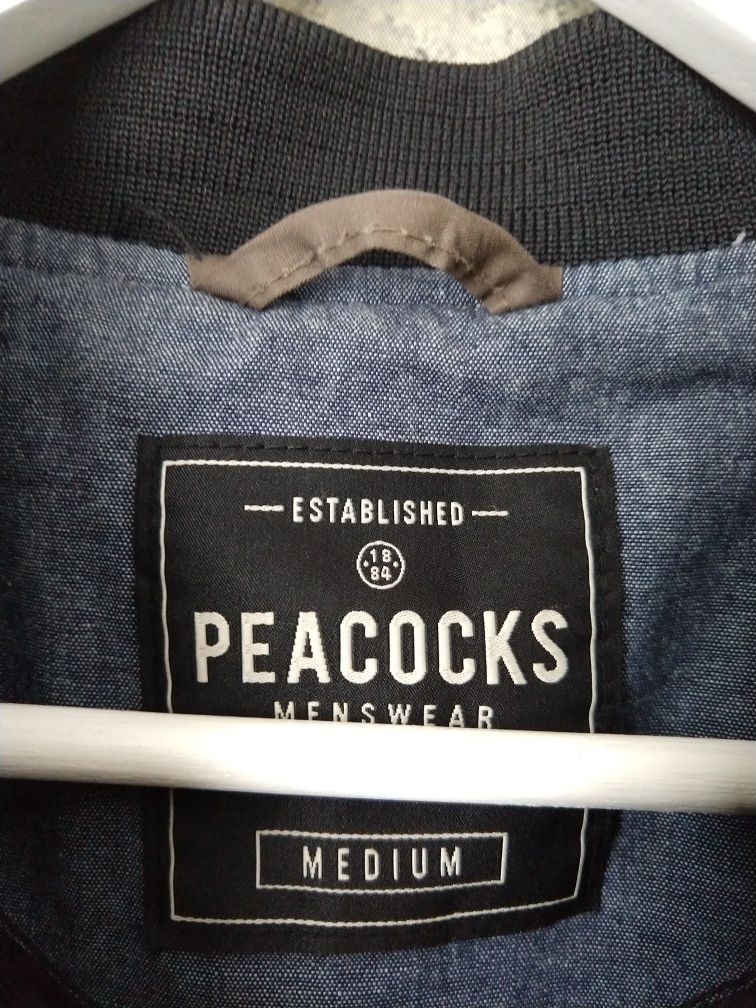 ESTABLISHED
18
84
PEACOCKS
MENSWEAR
MEDIUM